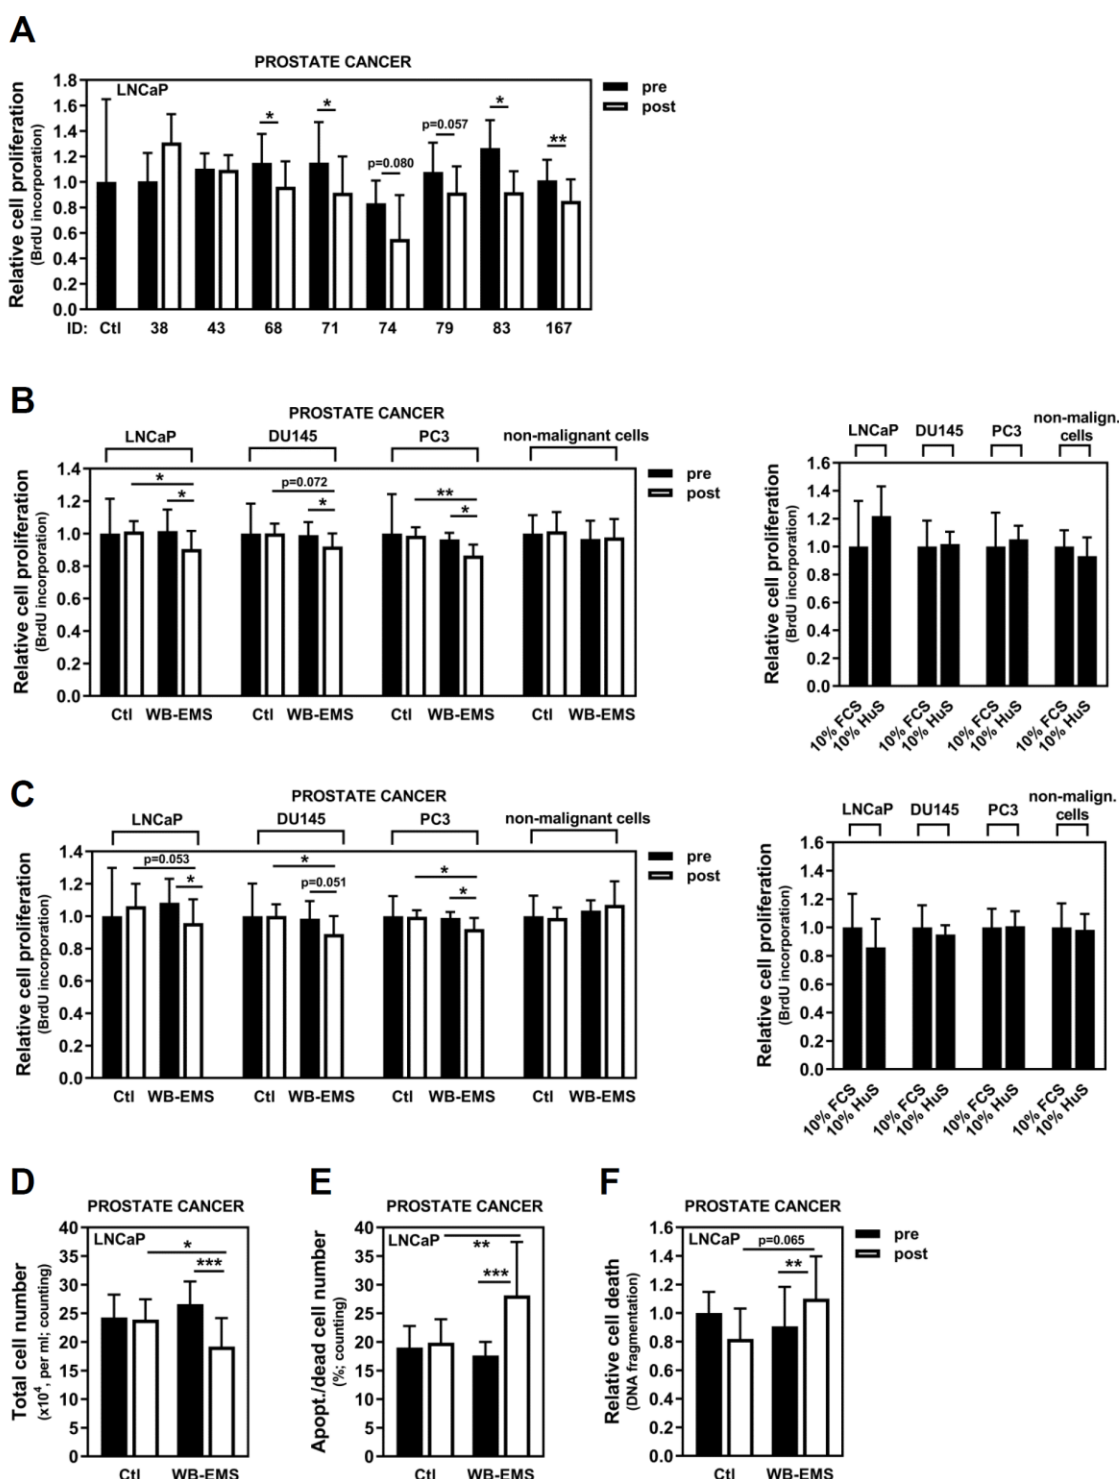 A
PROSTATE CANCER
LNCaP
pre
post
Relative cell proliferation
(BrdU incorporation)
1.8
1.6
1.4
1.2
1.0
0.8
0.6
0.4
0.2
0.0
* * p=0.080 p=0.057 * **
ID: Ctl 38 43 68 71 74 79 83 167
B
PROSTATE CANCER
LNCaP DU145 PC3 non-malignant cells
pre
post
Relative cell proliferation
(BrdU incorporation)
1.4
1.2
1.0
0.8
0.6
0.4
0.2
0.0
* * p=0.072 * ** *
Ctl WB-EMS Ctl WB-EMS Ctl WB-EMS Ctl WB-EMS
LNCaP DU145 PC3 non-malign.
cells
Relative cell proliferation
(BrdU incorporation)
1.6
1.4
1.2
1.0
0.8
0.6
0.4
0.2
0.0
10% FCS 10% HuS 10% FCS 10% HuS 10% FCS 10% HuS 10% FCS 10% HuS
C
PROSTATE CANCER
LNCaP DU145 PC3 non-malignant cells
pre
post
Relative cell proliferation
(BrdU incorporation)
1.4
1.2
1.0
0.8
0.6
0.4
0.2
0.0
p=0.053 * * p=0.051 * *
Ctl WB-EMS Ctl WB-EMS Ctl WB-EMS Ctl WB-EMS
LNCaP DU145 PC3 non-malign.
cells
Relative cell proliferation
(BrdU incorporation)
1.6
1.4
1.2
1.0
0.8
0.6
0.4
0.2
0.0
10% FCS 10% HuS 10% FCS 10% HuS 10% FCS 10% HuS 10% FCS 10% HuS
D
PROSTATE CANCER
LNCaP
Total cell number
(x10⁴, per ml; counting)
40
35
30
25
20
15
10
5
0
*
***
Ctl WB-EMS
E
PROSTATE CANCER
LNCaP
Apopt./dead cell number
(%; counting)
40
35
30
25
20
15
10
5
0
**
***
Ctl WB-EMS
F
PROSTATE CANCER
LNCaP
pre
post
Relative cell death
(DNA fragmentation)
1.6
1.4
1.2
1.0
0.8
0.6
0.4
0.2
0.0
p=0.065
**
Ctl WB-EMS